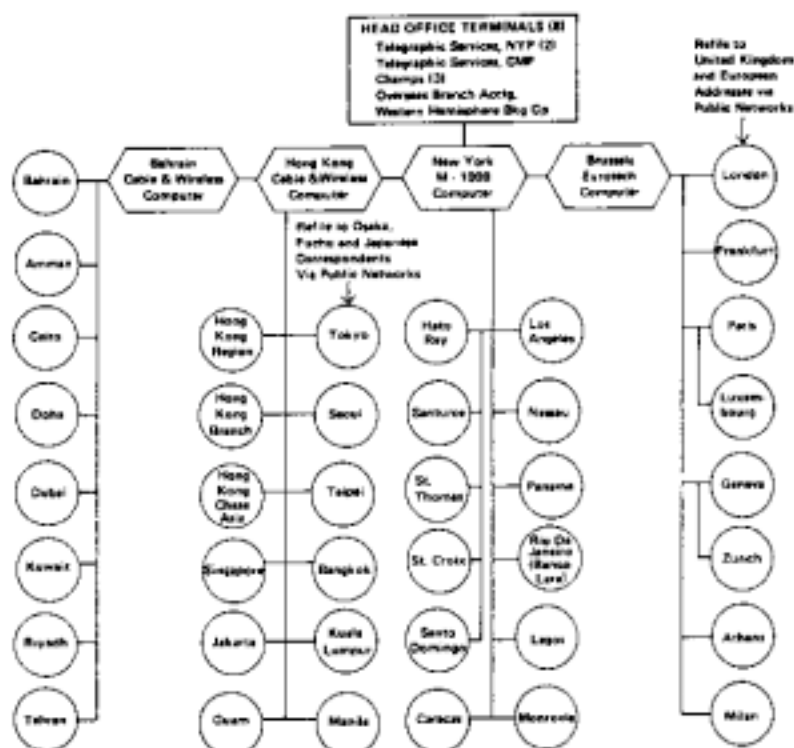 HEAD OFFICE TERMINALS (8)
Telegraphic Services, NYP (2)
Telegraphic Services, CMP
Champs (3)
Overseas Branch Acctg,
Western Hemisphere Bkg Gp
Refile to
United Kingdom
and European
Addresses via
Public Networks
Bahrain
Bahrain
Cable & Wireless
Computer
Hong Kong
Cable & Wireless
Computer
New York
Computer
Brussels
Eurotech
Computer
London
Refile to Osaka,
and Japanese
Correspondents
Via Public Networks
Amman
Frankfurt
Cairo
Hong
Kong
Region
Tokyo
Hato
Rey
Los
Angeles
Paris
Doha
Hong
Kong
Branch
Seoul
Santurce
Nassau
Luxem-
bourg
Dubai
Hong
Kong
Chase
Asia
Taipei
St.
Thomas
Panama
Geneva
Kuwait
Singapore
Bangkok
St. Croix
Rio De
Janeiro
(Banco
Lara)
Zurich
Riyadh
Jakarta
Kuala
Lumpur
Santo
Domingo
Lagos
Athens
Tehran
Guam
Manila
Caracas
Monrovia
Milan